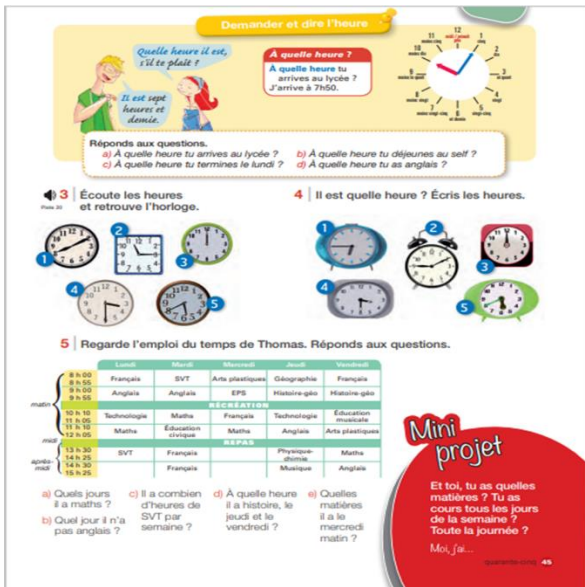 Demander et dire l'heure
Quelle heure il est,
s'il te plaît ?
Il est sept
heures et
demie.
À quelle heure ?
À quelle heure tu
arrives au lycée ?
J'arrive à 7h50.
Réponds aux questions.
a) À quelle heure tu arrives au lycée ? b) À quelle heure tu déjeunes au self ?
c) À quelle heure tu termines le lundi ? d) À quelle heure tu as anglais ?
3 Écoute les heures
et retrouve l'horloge.
1
2
3
4
5
4 Il est quelle heure ? Écris les heures.
1
2
3
4
5
5 Regarde l'emploi du temps de Thomas. Réponds aux questions.
Lundi Mardi Mercredi Jeudi Vendredi
matin
8 h 00
8 h 55
Français SVT Arts plastiques Géographie Français
9 h 00
9 h 55
Anglais Anglais EPS Histoire-géo Histoire-géo
RÉCRÉATION
10 h 10
11 h 05
Technologie Maths Français Technologie Éducation
musicale
11 h 10
12 h 05
Maths Éducation
civique Maths Anglais Arts plastiques
midi
REPAS
après-
midi
13 h 30
14 h 25
SVT Français Physique-
chimie Maths
14 h 30
15 h 25
Français Musique Anglais
a) Quels jours
il a maths ?
b) Quel jour il n'a
pas anglais ?
c) Il a combien
d'heures de
SVT par
semaine ?
d) À quelle heure
il a histoire, le
jeudi et le
vendredi ?
e) Quelles
matières
il a le
mercredi
matin ?
Mini
projet
Et toi, tu as quelles
matières ? Tu as
cours tous les jours
de la semaine ?
Toute la journée ?
Moi, j'ai...
quarante-cinq 45